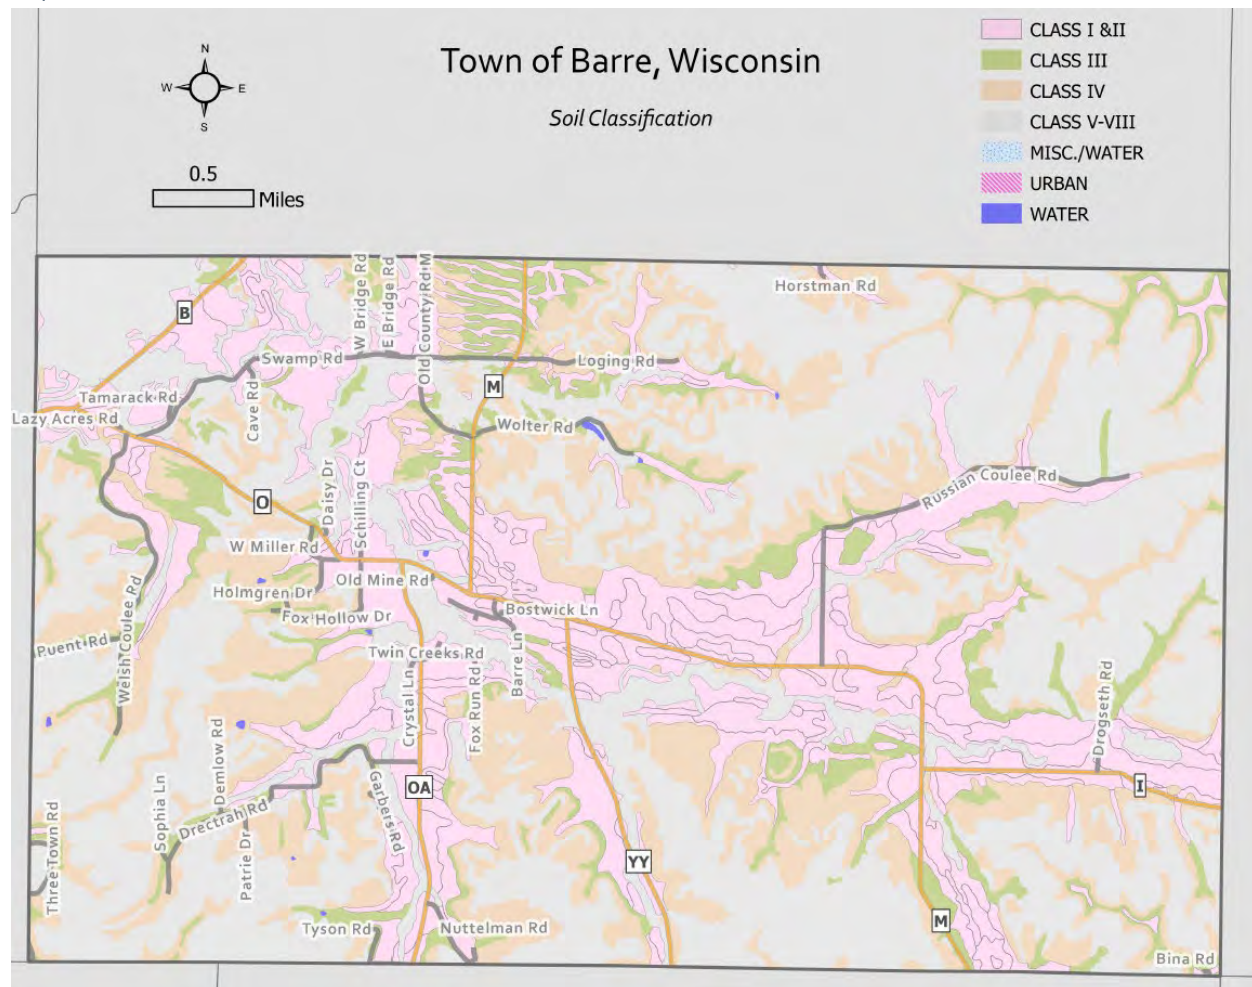 Town of Barre, Wisconsin
Soil Classification
N
W
E
S
0.5
Miles
CLASS I &II
CLASS III
CLASS IV
CLASS V-VIII
MISC./WATER
URBAN
WATER
Horstman Rd
W Bridge Rd
E Bridge Rd
Old County Rd M
B
Swamp Rd
Loging Rd
M
Tamarack Rd
Lazy Acres Rd
Cave Rd
Wolter Rd
Russian Coulee Rd
O
Daisy Dr
Schilling Ct
W Miller Rd
Old Mine Rd
Holmgren Dr
Fox Hollow Dr
Bostwick Ln
Puent Rd
Welsh Coulee Rd
Twin Creeks Rd
Barre Ln
Crystal Ln
Fox Run Rd
Drogseth Rd
Demlow Rd
OA
I
Sophia Ln
Drectrah Rd
Garbers Rd
Three Town Rd
Patrie Dr
YY
Tyson Rd
Nuttelman Rd
M
Bina Rd